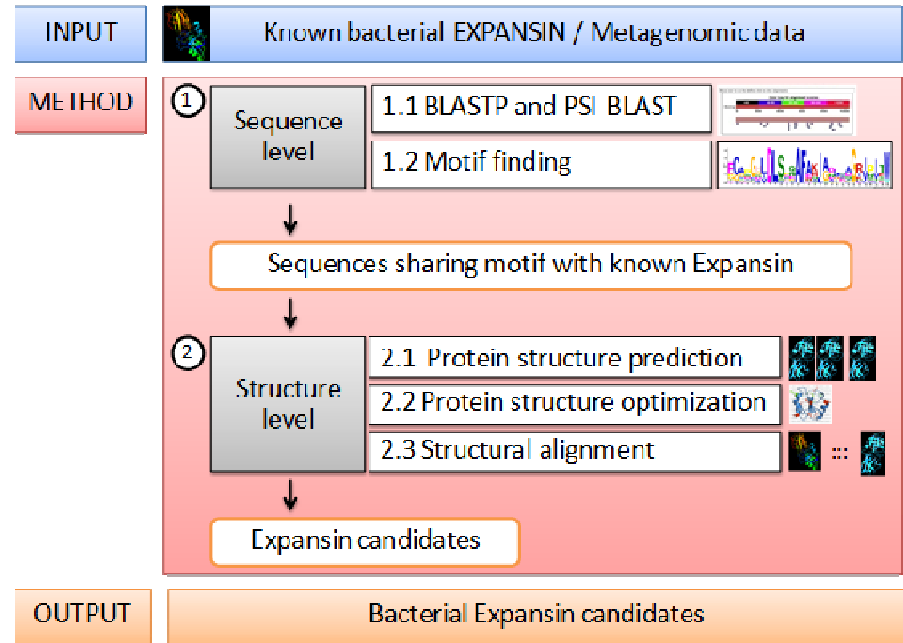 INPUT
Known bacterial EXPANSIN / Metagenomic data
METHOD
1
Sequence level
1.1 BLASTP and PSI BLAST
1.2 Motif finding
Sequences sharing motif with known Expansin
2
Structure level
2.1 Protein structure prediction
2.2 Protein structure optimization
2.3 Structural alignment
:::
Expansin candidates
OUTPUT
Bacterial Expansin candidates